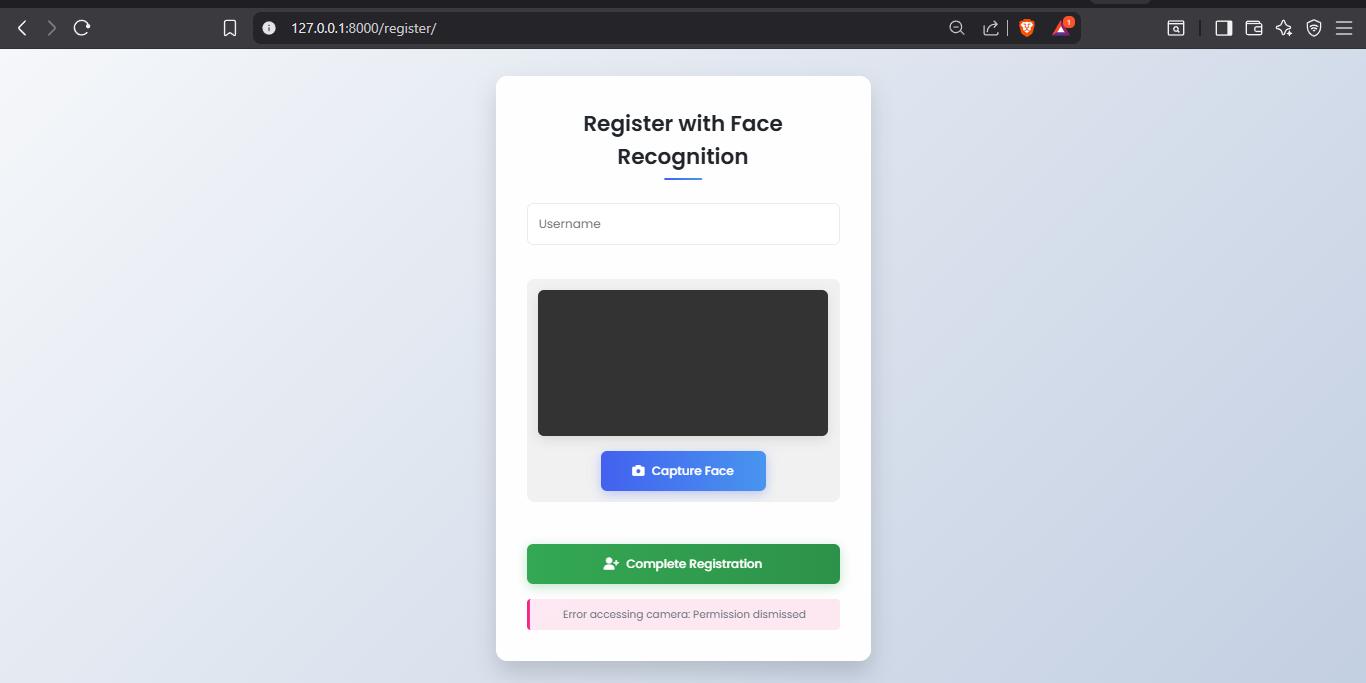 127.0.0.1:8000/register/
1
Register with Face
Recognition
Username
Capture Face
Complete Registration
Error accessing camera: Permission dismissed